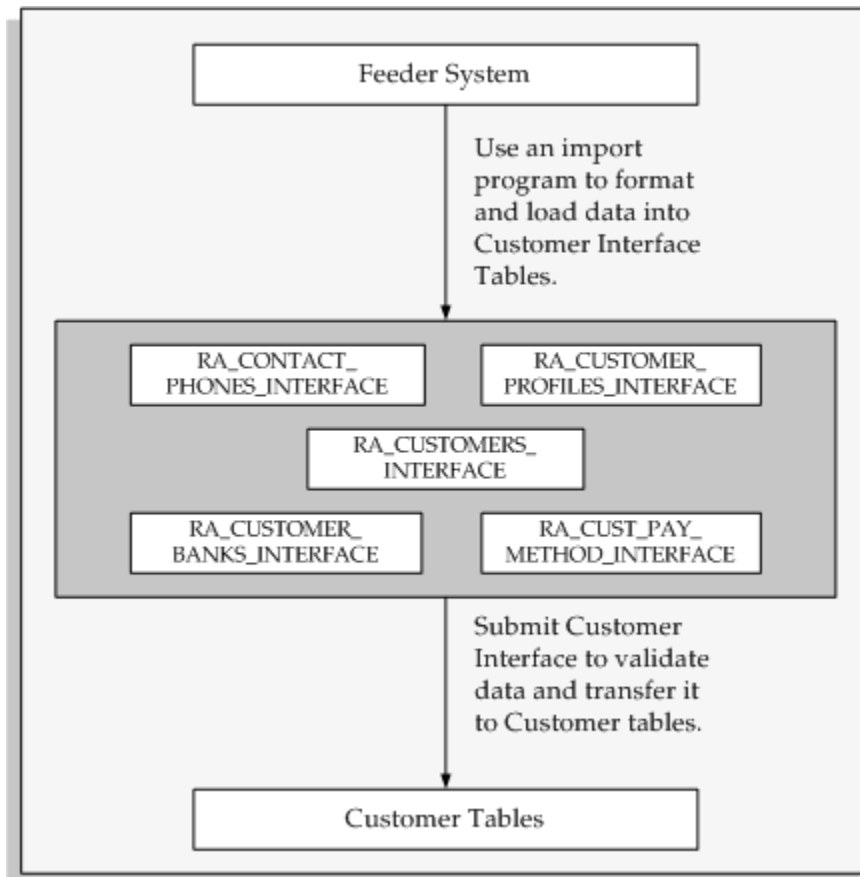 Feeder System
Use an import
program to format
and load data into
Customer Interface
Tables.
RA_CONTACT_
PHONES_INTERFACE
RA_CUSTOMER_
PROFILES_INTERFACE
RA_CUSTOMERS_
INTERFACE
RA_CUSTOMER_
BANKS_INTERFACE
RA_CUST_PAY_
METHOD_INTERFACE
Submit Customer
Interface to validate
data and transfer it
to Customer tables.
Customer Tables